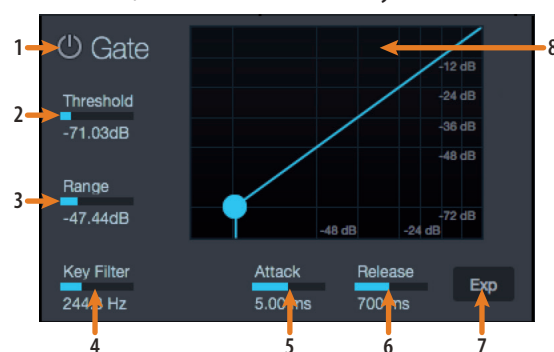 1 Gate 8
-12 dB
Threshold -24 dB
2
-71.03dB -36 dB
-48 dB
Range
3
-47.44dB -72 dB
-48 dB -24 dB
Key Filter Attack Release Exp
Hz 5.00 ms 700 ms
4 5 6 7